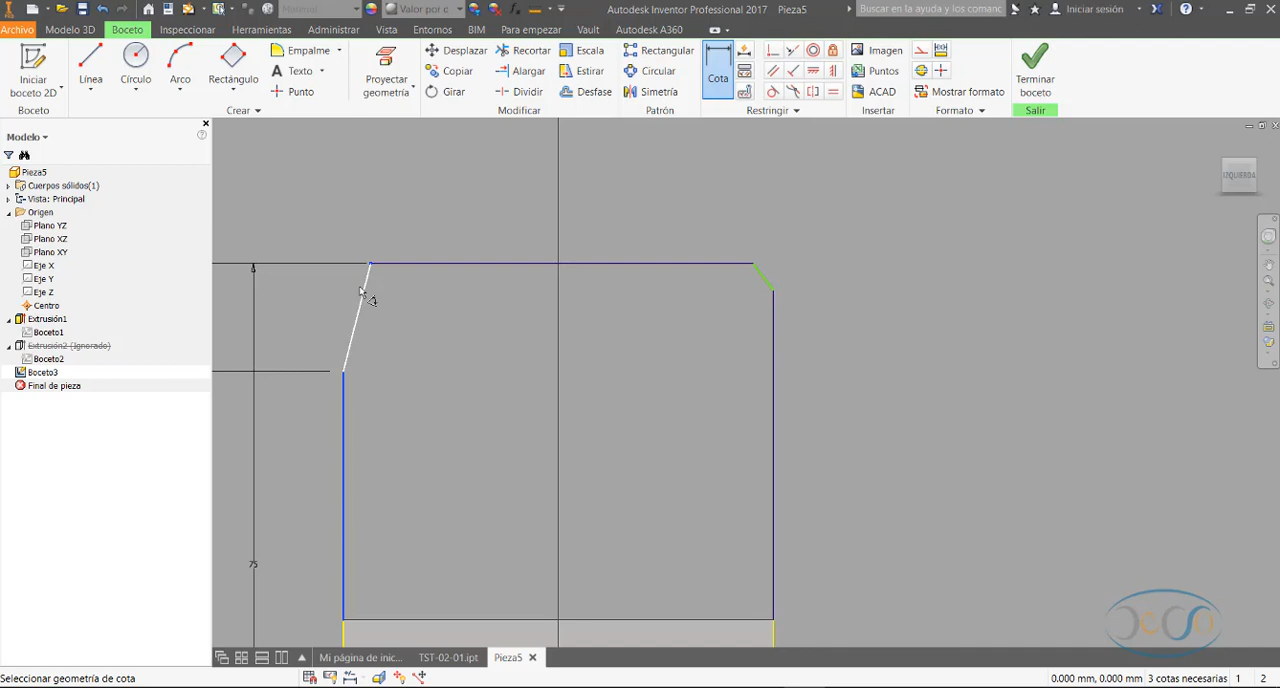 Valor por c
Autodesk Inventor Professional 2017 Pieza5
Buscar en la ayuda y los comanc
Iniciar sesión
Archivo Modelo 3D Boceto Inspeccionar Herramientas Administrar Vista Entornos BIM Para empezar Vault Autodesk A360
Iniciar
boceto 2D
Boceto
Línea
Círculo
Arco
Rectángulo
Empalme
Texto
Punto
Crear
Proyectar
geometría
Desplazar Recortar Escala
Copiar Alargar Estirar
Girar Dividir Desfase
Modificar
Rectangular
Circular
Simetría
Patrón
Cota
Restringir
Imagen
Puntos
ACAD
Insertar
Mostrar formato
Formato
Terminar
boceto
Salir
Modelo
Pieza5
Cuerpos sólidos(1)
Vista: Principal
Origen
Plano YZ
Plano XZ
Plano XY
Eje X
Eje Y
Eje Z
Centro
Extrusión1
Boceto1
Extrusión2 (Ignorado)
Boceto2
Boceto3
Final de pieza
IZQUIERDA
75
Mi página de inic... TST-02-01.ipt Pieza5
Seleccionar geometría de cota
0.000 mm, 0.000 mm 3 cotas necesarias 1 2